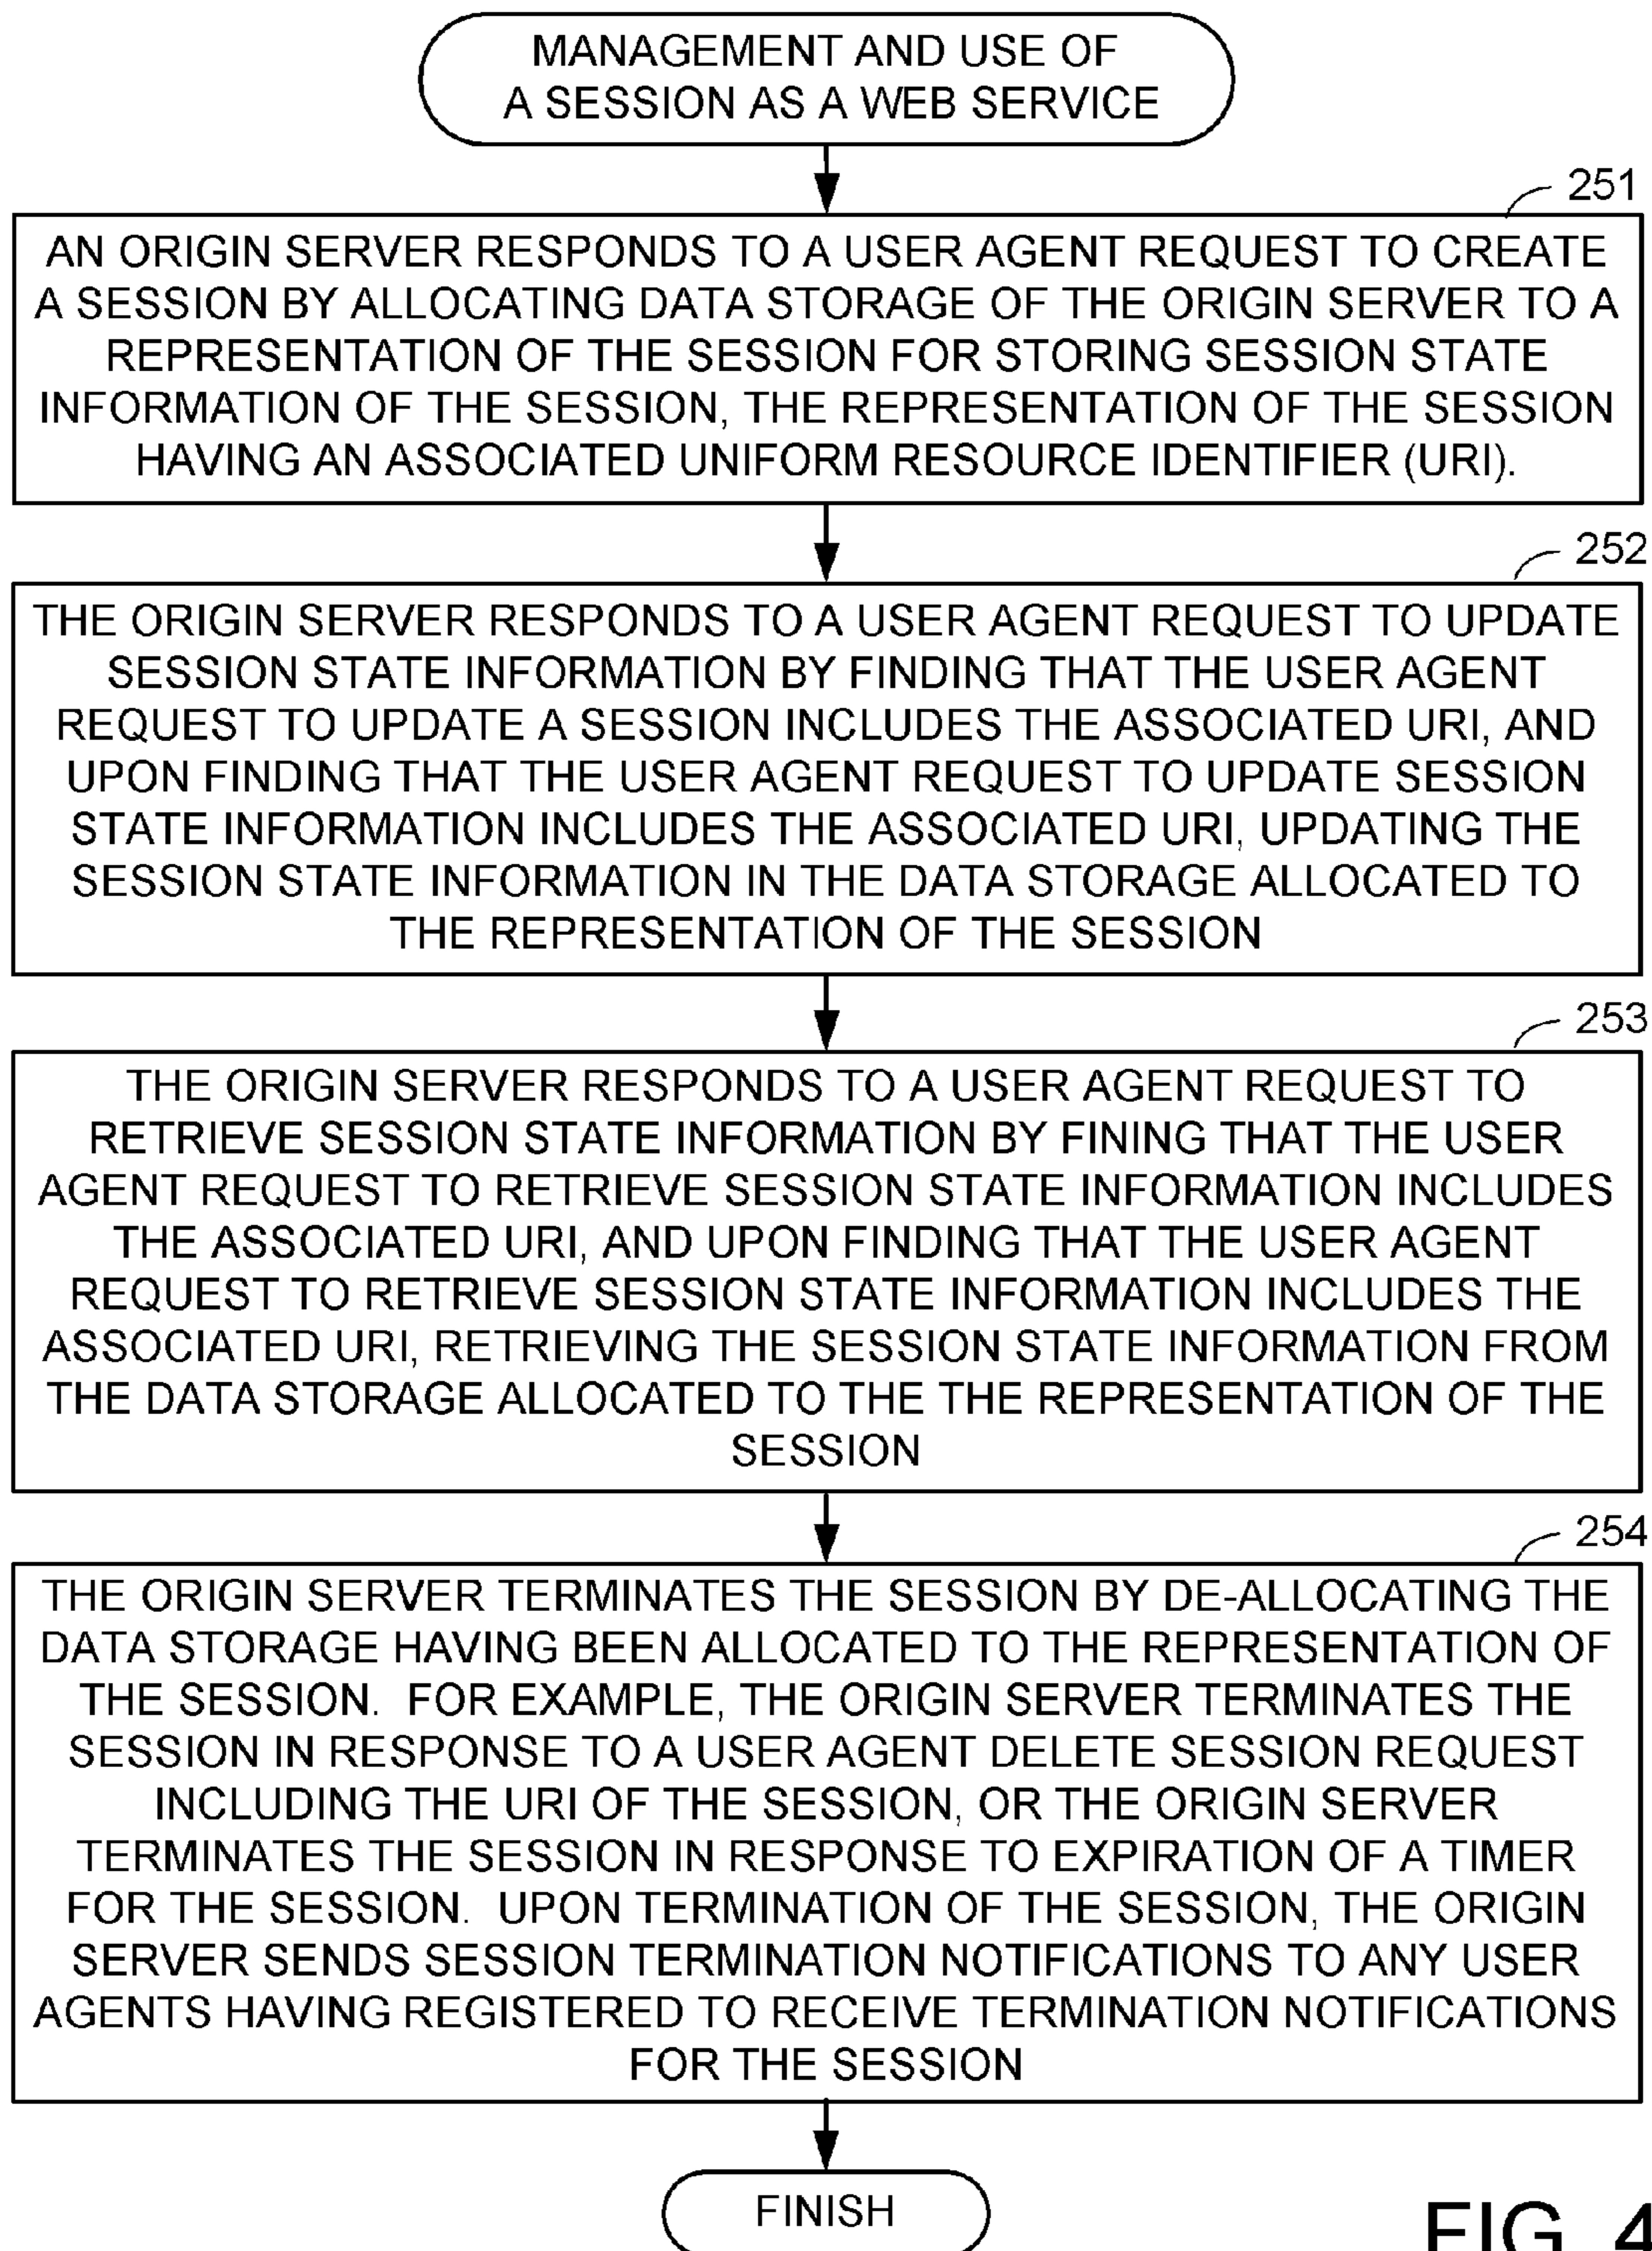 MANAGEMENT AND USE OF
A SESSION AS A WEB SERVICE
251
AN ORIGIN SERVER RESPONDS TO A USER AGENT REQUEST TO CREATE
A SESSION BY ALLOCATING DATA STORAGE OF THE ORIGIN SERVER TO A
REPRESENTATION OF THE SESSION FOR STORING SESSION STATE
INFORMATION OF THE SESSION, THE REPRESENTATION OF THE SESSION
HAVING AN ASSOCIATED UNIFORM RESOURCE IDENTIFIER (URI).
252
THE ORIGIN SERVER RESPONDS TO A USER AGENT REQUEST TO UPDATE
SESSION STATE INFORMATION BY FINDING THAT THE USER AGENT
REQUEST TO UPDATE A SESSION INCLUDES THE ASSOCIATED URI, AND
UPON FINDING THAT THE USER AGENT REQUEST TO UPDATE SESSION
STATE INFORMATION INCLUDES THE ASSOCIATED URI, UPDATING THE
SESSION STATE INFORMATION IN THE DATA STORAGE ALLOCATED TO
THE REPRESENTATION OF THE SESSION
253
THE ORIGIN SERVER RESPONDS TO A USER AGENT REQUEST TO
RETRIEVE SESSION STATE INFORMATION BY FINING THAT THE USER
AGENT REQUEST TO RETRIEVE SESSION STATE INFORMATION INCLUDES
THE ASSOCIATED URI, AND UPON FINDING THAT THE USER AGENT
REQUEST TO RETRIEVE SESSION STATE INFORMATION INCLUDES THE
ASSOCIATED URI, RETRIEVING THE SESSION STATE INFORMATION FROM
THE DATA STORAGE ALLOCATED TO THE THE REPRESENTATION OF THE
SESSION
254
THE ORIGIN SERVER TERMINATES THE SESSION BY DE-ALLOCATING THE
DATA STORAGE HAVING BEEN ALLOCATED TO THE REPRESENTATION OF
THE SESSION. FOR EXAMPLE, THE ORIGIN SERVER TERMINATES THE
SESSION IN RESPONSE TO A USER AGENT DELETE SESSION REQUEST
INCLUDING THE URI OF THE SESSION, OR THE ORIGIN SERVER
TERMINATES THE SESSION IN RESPONSE TO EXPIRATION OF A TIMER
FOR THE SESSION. UPON TERMINATION OF THE SESSION, THE ORIGIN
SERVER SENDS SESSION TERMINATION NOTIFICATIONS TO ANY USER
AGENTS HAVING REGISTERED TO RECEIVE TERMINATION NOTIFICATIONS
FOR THE SESSION
FINISH
FIG. 4